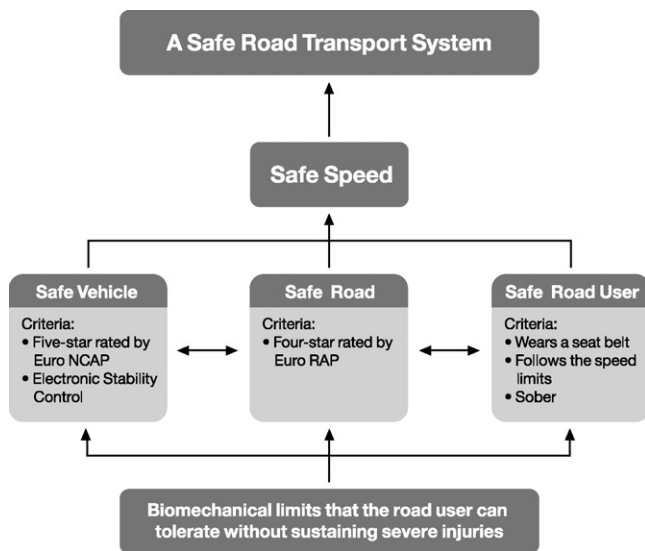 A Safe Road Transport System
Safe Speed
Safe Vehicle
Criteria:
• Five-star rated by
Euro NCAP
• Electronic Stability
Control
Safe Road
Criteria:
• Four-star rated by
Euro RAP
Safe Road User
Criteria:
• Wears a seat belt
• Follows the speed
limits
• Sober
Biomechanical limits that the road user can
tolerate without sustaining severe injuries